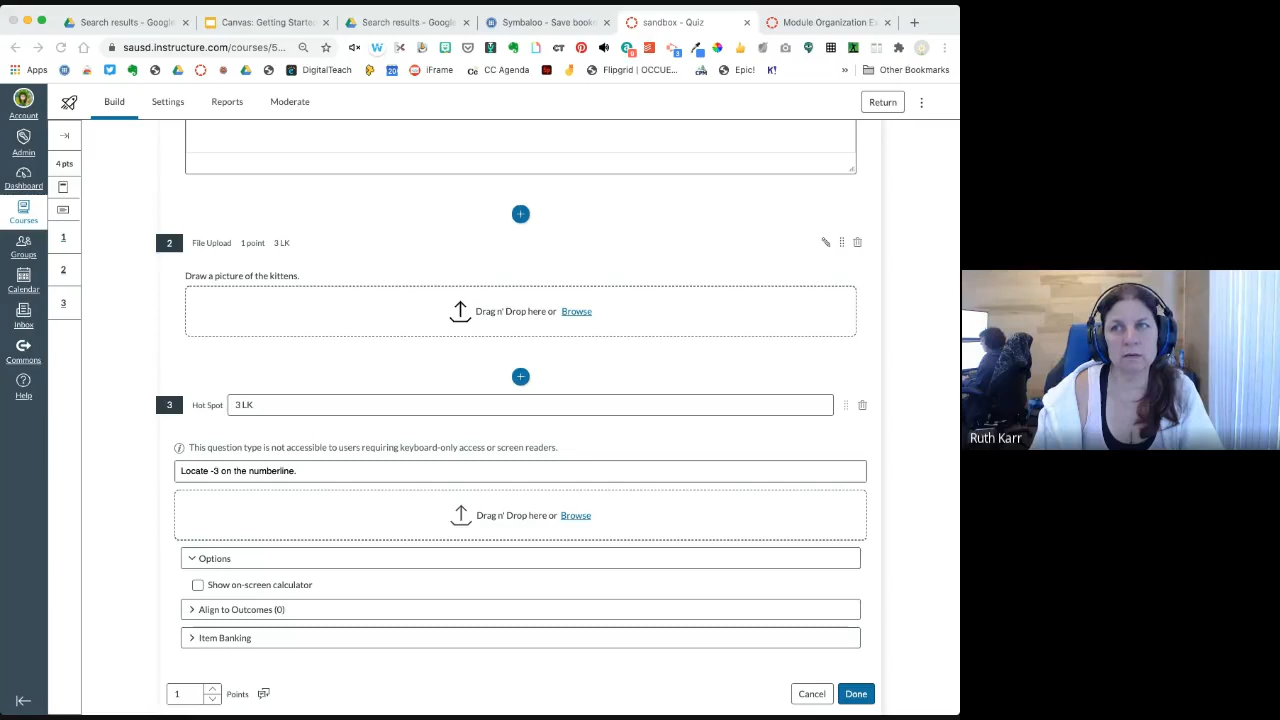 Search results - Google
Canvas: Getting Started
Search results - Google
Symbaloo - Save book
sandbox - Quiz
Module Organization Es
sausd.instructure.com/courses/5...
Apps
DigitalTeach
iFrame
CC Agenda
Flipgrid | OCCUE...
Epic!
Other Bookmarks
Account
Admin
Dashboard
Courses
Groups
Calendar
Inbox
Commons
Help
4 pts
1
2
3
Build
Settings
Reports
Moderate
Return
2
File Upload
1 point
3 LK
Draw a picture of the kittens.
Drag n' Drop here or Browse
3
Hot Spot
3 LK
This question type is not accessible to users requiring keyboard-only access or screen readers.
Locate -3 on the numberline.
Drag n' Drop here or Browse
Options
Show on-screen calculator
Align to Outcomes (0)
Item Banking
1
Points
Cancel
Done
Ruth Karr